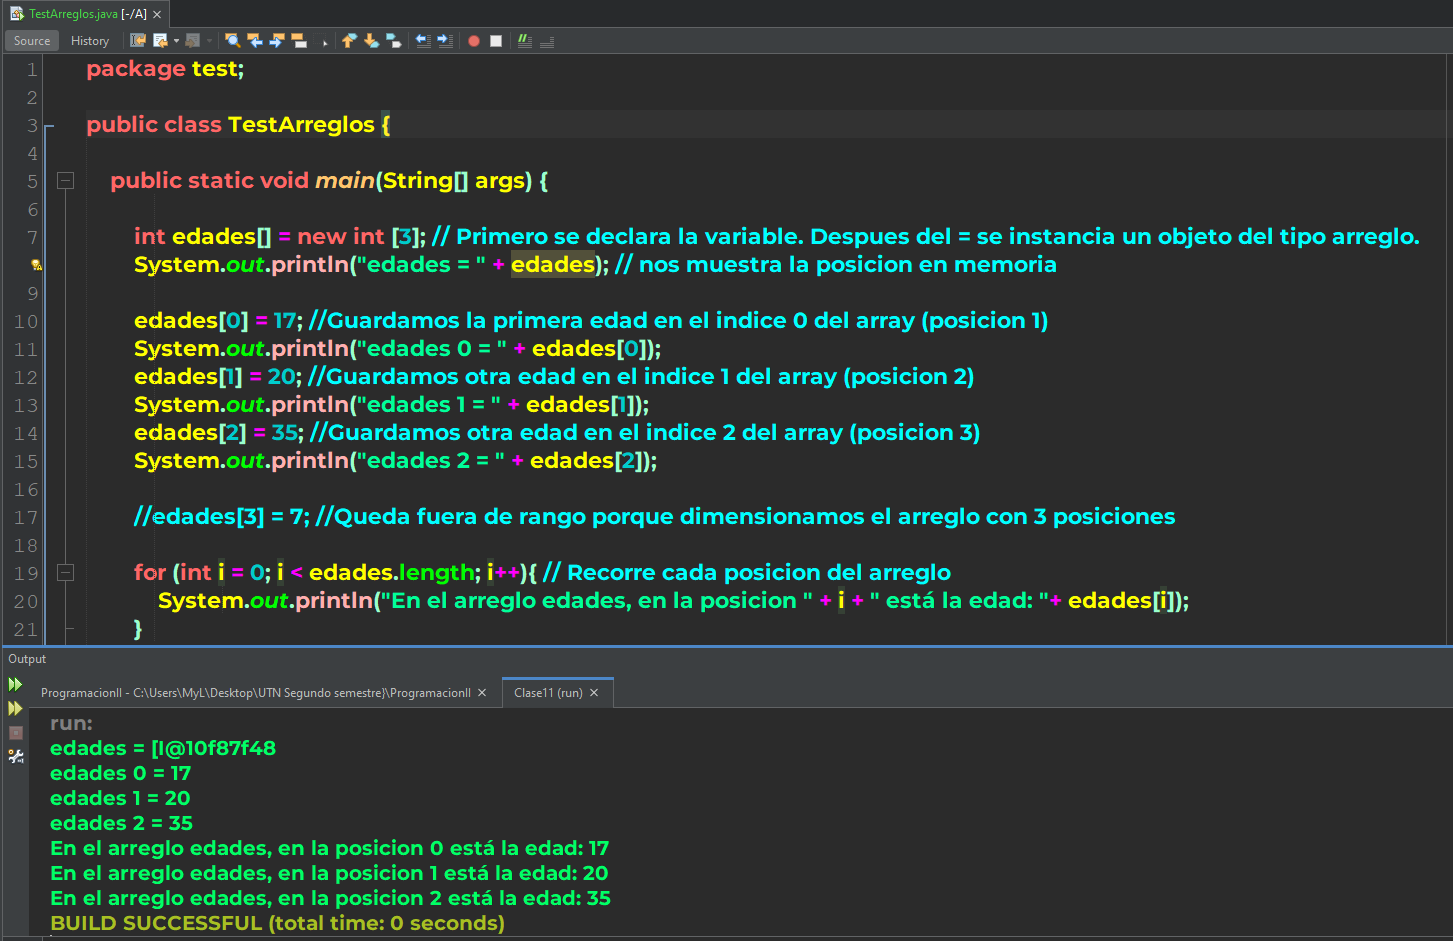 TestArreglos.java [-/A]
Source History
1 package test;
2
3 public class TestArreglos {
4
5 public static void main(String[] args) {
6
7 int edades[] = new int [3]; // Primero se declara la variable. Despues del = se instancia un objeto del tipo arreglo.
System.out.println("edades = " + edades); // nos muestra la posicion en memoria
9
10 edades[0] = 17; //Guardamos la primera edad en el indice 0 del array (posicion 1)
11 System.out.println("edades 0 = " + edades[0]);
12 edades[1] = 20; //Guardamos otra edad en el indice 1 del array (posicion 2)
13 System.out.println("edades 1 = " + edades[1]);
14 edades[2] = 35; //Guardamos otra edad en el indice 2 del array (posicion 3)
15 System.out.println("edades 2 = " + edades[2]);
16
17 //edades[3] = 7; //Queda fuera de rango porque dimensionamos el arreglo con 3 posiciones
18
19 for (int i = 0; i < edades.length; i++){ // Recorre cada posicion del arreglo
20 System.out.println("En el arreglo edades, en la posicion " + i + " está la edad: "+ edades[i]);
21 }
Output
ProgramacionII - C:\Users\MyL\Desktop\UTN Segundo semestre}\ProgramacionII Clase11 (run)
run:
edades = [I@10f87f48
edades 0 = 17
edades 1 = 20
edades 2 = 35
En el arreglo edades, en la posicion 0 está la edad: 17
En el arreglo edades, en la posicion 1 está la edad: 20
En el arreglo edades, en la posicion 2 está la edad: 35
BUILD SUCCESSFUL (total time: 0 seconds)